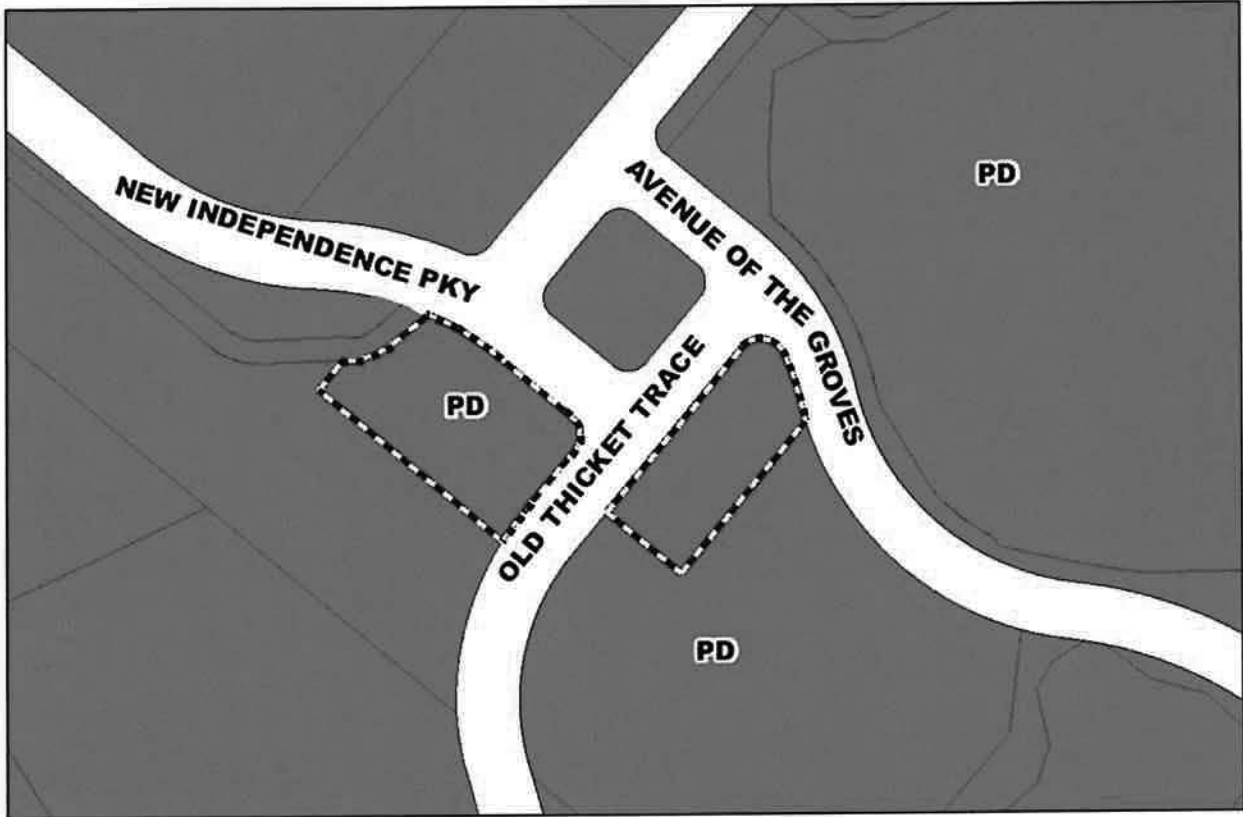 PD
AVENUE OF THE GROVES
NEW INDEPENDENCE PKY
PD
OLD THICKET TRACE
PD